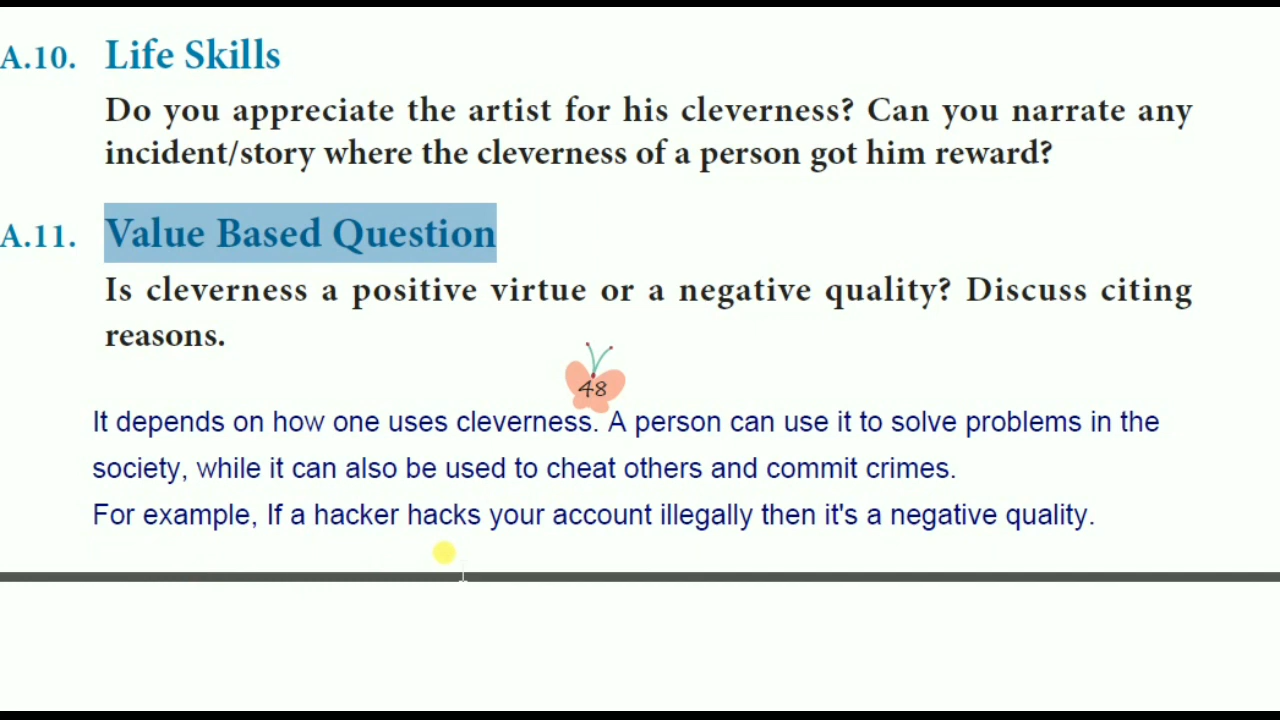 A.10. Life Skills
Do you appreciate the artist for his cleverness? Can you narrate any
incident/story where the cleverness of a person got him reward?
A.11. Value Based Question
Is cleverness a positive virtue or a negative quality? Discuss citing
reasons.
48
It depends on how one uses cleverness. A person can use it to solve problems in the
society, while it can also be used to cheat others and commit crimes.
For example, If a hacker hacks your account illegally then it's a negative quality.